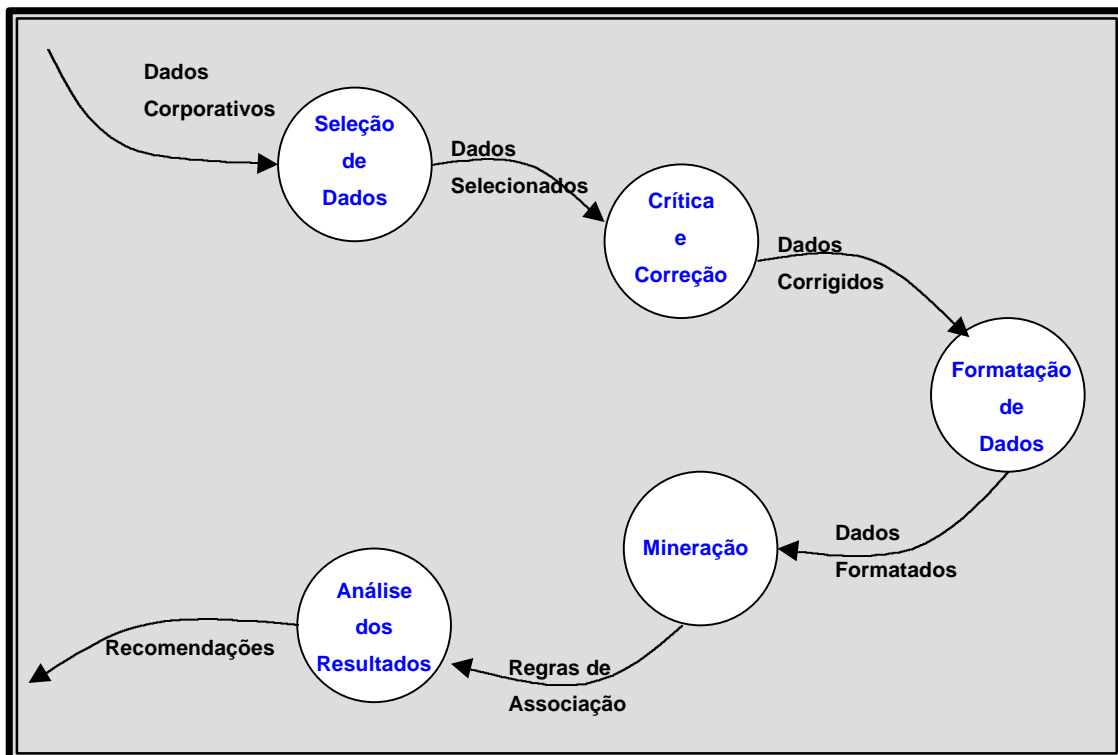 Dados
Corporativos
Seleção
de
Dados
Dados
Selecionados
Crítica
e
Correção
Dados
Corrigidos
Formatação
de
Dados
Dados
Formatados
Mineração
Regras de
Associação
Análise
dos
Resultados
Recomendações